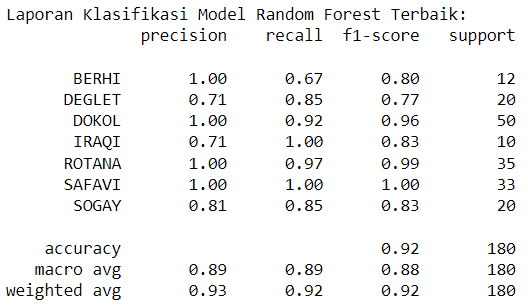 Laporan Klasifikasi Model Random Forest Terbaik:
precision recall f1-score support
BERHI 1.00 0.67 0.80 12
DEGLET 0.71 0.85 0.77 20
DOKOL 1.00 0.92 0.96 50
IRAQI 0.71 1.00 0.83 10
ROTANA 1.00 0.97 0.99 35
SAFAVI 1.00 1.00 1.00 33
SOGAY 0.81 0.85 0.83 20
accuracy 0.92 180
macro avg 0.89 0.89 0.88 180
weighted avg 0.93 0.92 0.92 180